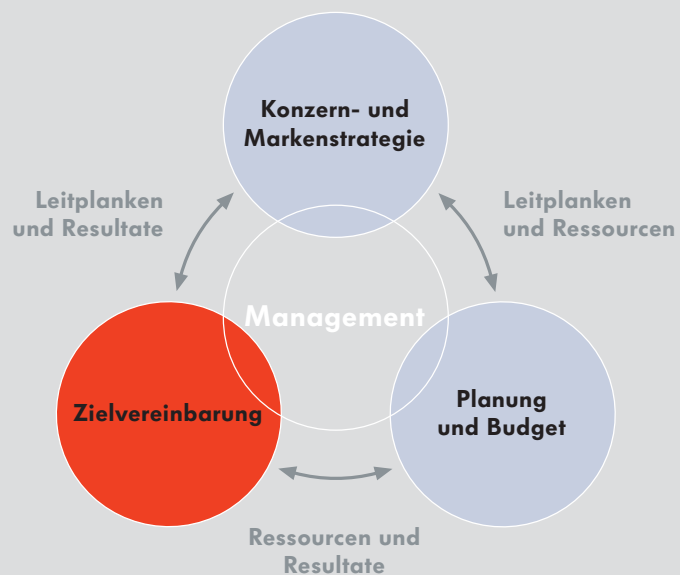 Konzern- und
Markenstrategie
Leitplanken
und Resultate
Leitplanken
und Ressourcen
Management
Zielvereinbarung
Planung
und Budget
Ressourcen und
Resultate